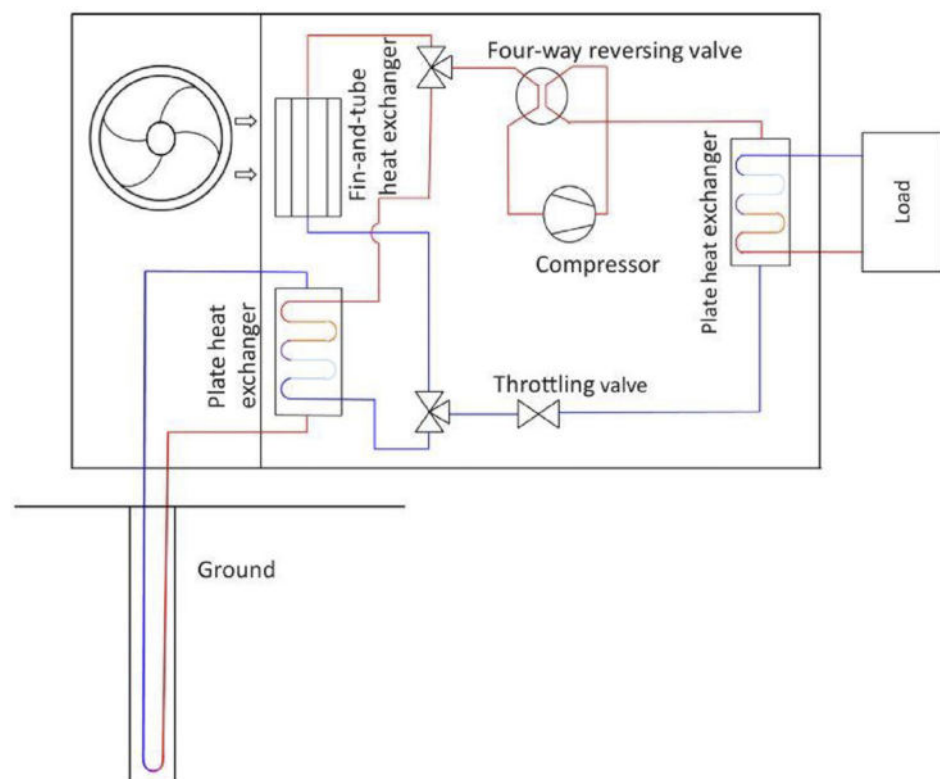 Four-way reversing valve
Fin-and-tube
heat exchanger
Plate heat exchanger
Load
Compressor
Plate heat
exchanger
Throttling valve
Ground